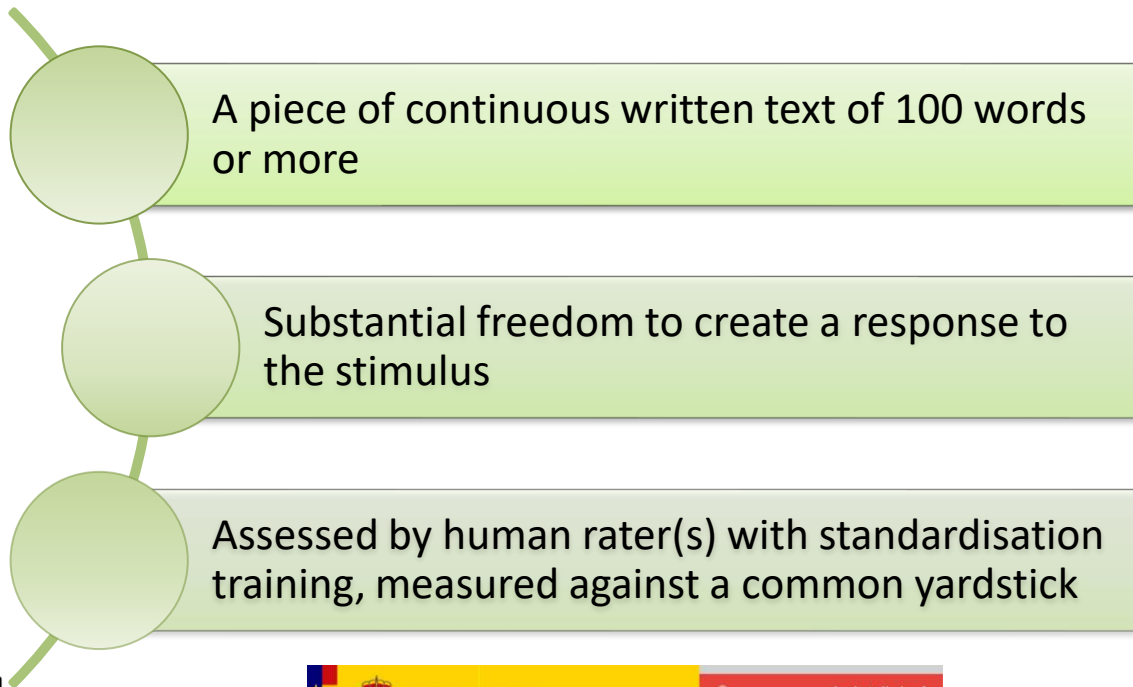 A piece of continuous written text of 100 words
or more
Substantial freedom to create a response to
the stimulus
Assessed by human rater(s) with standardisation
training, measured against a common yardstick